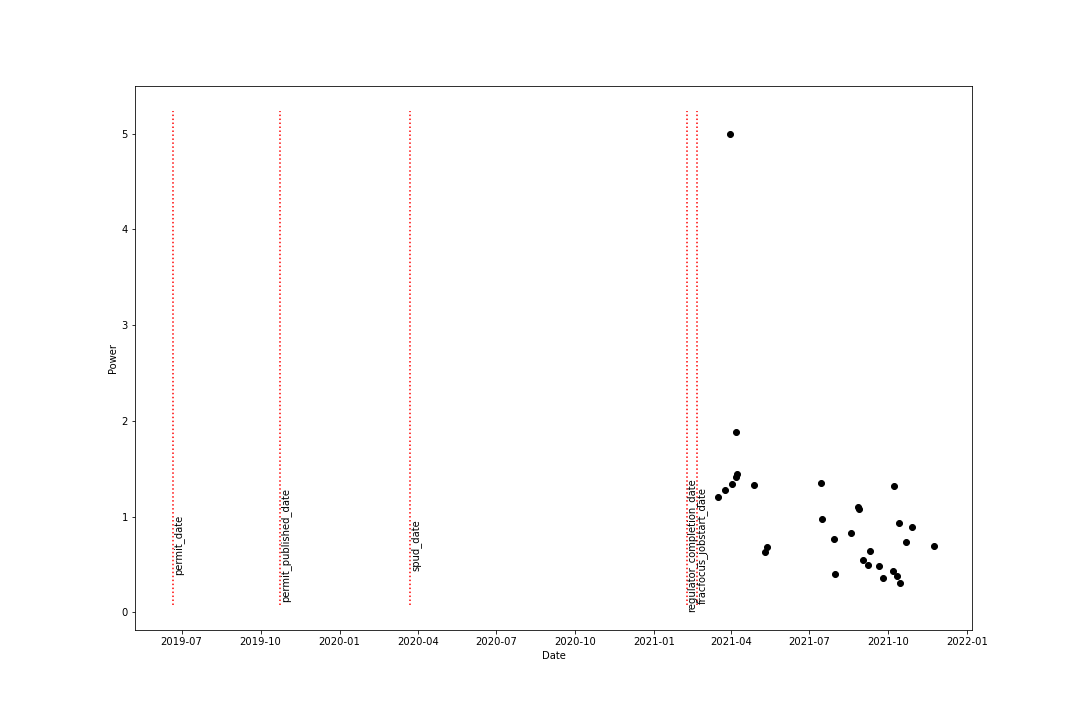 5
4
3
2
1
0
Power
permit_date
permit_published_date
spud_date
regulator_completion_date
fracfocus_jobstart_date
2019-07 2019-10 2020-01 2020-04 2020-07 2020-10 2021-01 2021-04 2021-07 2021-10 2022-01
Date